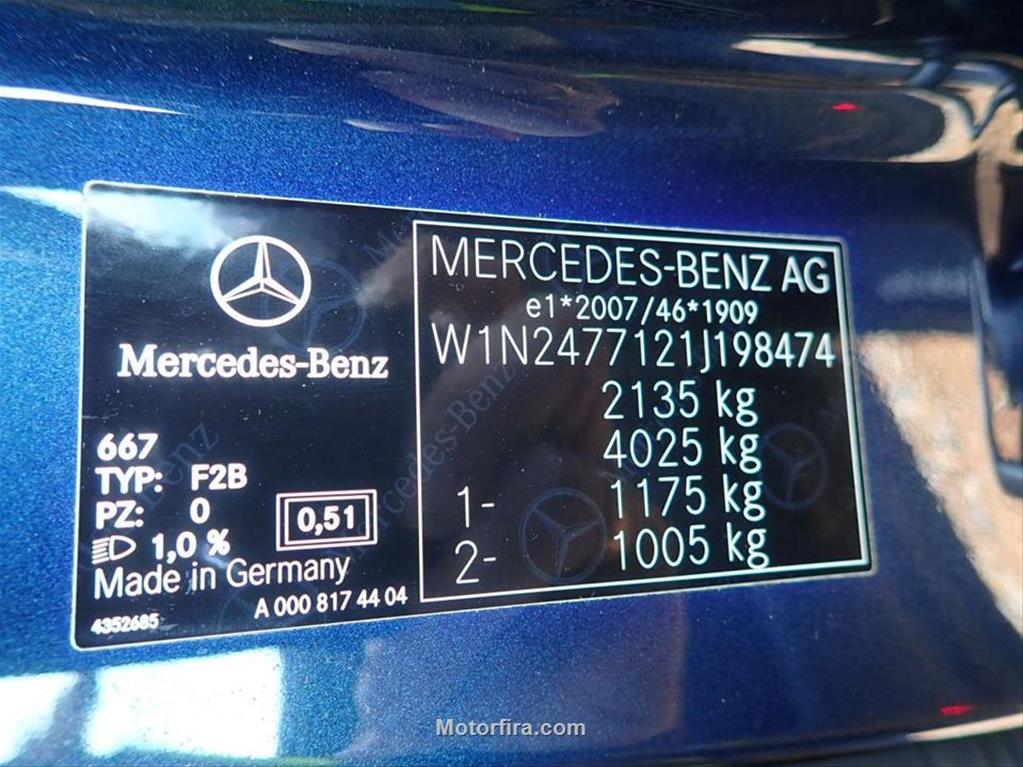 Mercedes-Benz
667
TYP: F2B
PZ: 0
1,0 %
0,51
Made in Germany
A 000 817 44 04
4352685
MERCEDES-BENZ AG
e1*2007/46*1909
W1N2477121J198474
2135 kg
4025 kg
1- 1175 kg
2- 1005 kg
Motorfira.com